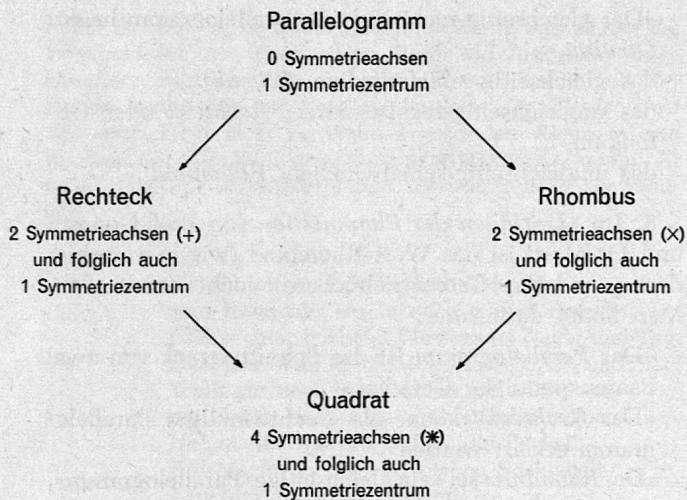 Parallelogramm
0 Symmetrieachsen
1 Symmetriezentrum
Rechteck
2 Symmetrieachsen (+)
und folglich auch
1 Symmetriezentrum
Rhombus
2 Symmetrieachsen (×)
und folglich auch
1 Symmetriezentrum
Quadrat
4 Symmetrieachsen (✱)
und folglich auch
1 Symmetriezentrum